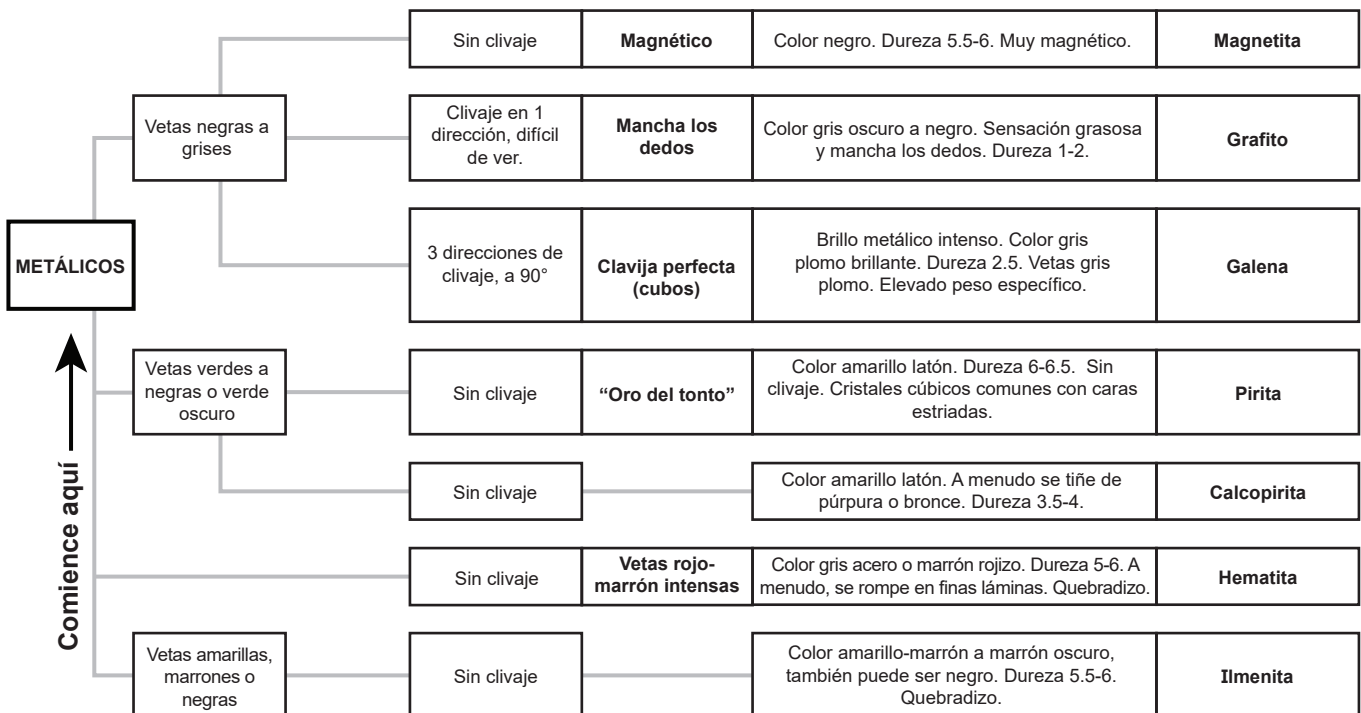 Sin clivaje
Magnético
Color negro. Dureza 5.5-6. Muy magnético.
Magnetita
Vetas negras a
grises
Clivaje en 1
dirección, difícil
de ver.
Mancha los
dedos
Color gris oscuro a negro. Sensación grasosa
y mancha los dedos. Dureza 1-2.
Grafito
METÁLICOS
3 direcciones de
clivaje, a 90°
Clavija perfecta
(cubos)
Brillo metálico intenso. Color gris
plomo brillante. Dureza 2.5. Vetas gris
plomo. Elevado peso específico.
Galena
Comience aquí
Vetas verdes a
negras o verde
oscuro
Sin clivaje
“Oro del tonto”
Color amarillo latón. Dureza 6-6.5. Sin
clivaje. Cristales cúbicos comunes con caras
estriadas.
Pirita
Sin clivaje
Color amarillo latón. A menudo se tiñe de
púrpura o bronce. Dureza 3.5-4.
Calcopirita
Sin clivaje
Vetas rojo-
marrón intensas
Color gris acero o marrón rojizo. Dureza 5-6. A
menudo, se rompe en finas láminas. Quebradizo.
Hematita
Vetas amarillas,
marrones o
negras
Sin clivaje
Color amarillo-marrón a marrón oscuro,
también puede ser negro. Dureza 5.5-6.
Quebradizo.
Ilmenita